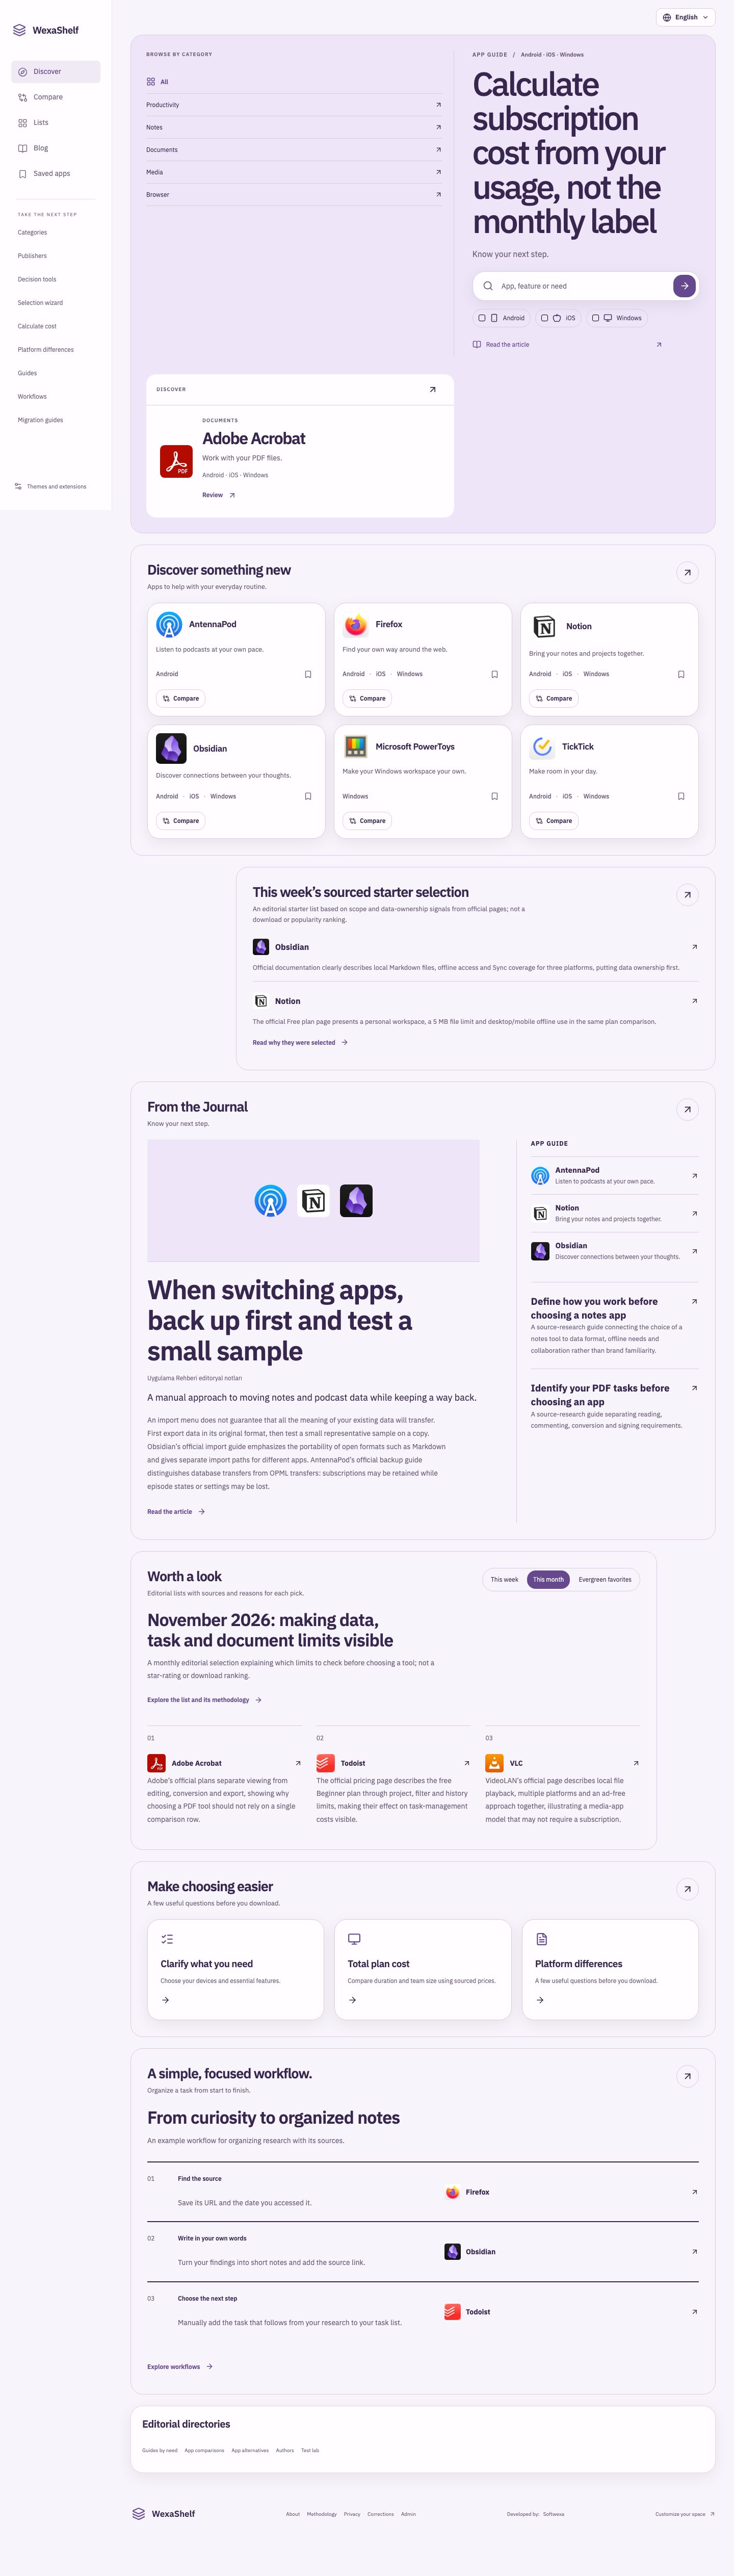 WexaShelf
Discover
Compare
Lists
Blog
Saved apps
TAKE THE NEXT STEP
Categories
Publishers
Decision tools
Selection wizard
Calculate cost
Platform differences
Guides
Workflows
Migration guides
Themes and extensions
English
BROWSE BY CATEGORY
All
Productivity
Notes
Documents
Media
Browser
APP GUIDE / Android · iOS · Windows
Calculate
subscription
cost from your
usage, not the
monthly label
Know your next step.
App, feature or need
Android
iOS
Windows
Read the article
DISCOVER
PDF
DOCUMENTS
Adobe Acrobat
Work with your PDF files.
Android · iOS · Windows
Review
Discover something new
Apps to help with your everyday routine.
AntennaPod
Listen to podcasts at your own pace.
Android
Compare
Firefox
Find your own way around the web.
Android · iOS · Windows
Compare
Notion
Bring your notes and projects together.
Android · iOS · Windows
Compare
Obsidian
Discover connections between your thoughts.
Android · iOS · Windows
Compare
Microsoft PowerToys
Make your Windows workspace your own.
Windows
Compare
TickTick
Make room in your day.
Android · iOS · Windows
Compare
This week’s sourced starter selection
An editorial starter list based on scope and data-ownership signals from official pages; not a
download or popularity ranking.
Obsidian
Official documentation clearly describes local Markdown files, offline access and Sync coverage for three platforms, putting data ownership first.
Notion
The official Free plan page presents a personal workspace, a 5 MB file limit and desktop/mobile offline use in the same plan comparison.
Read why they were selected
From the Journal
Know your next step.
When switching apps,
back up first and test a
small sample
Uygulama Rehberi editoryal notları
A manual approach to moving notes and podcast data while keeping a way back.
An import menu does not guarantee that all the meaning of your existing data will transfer.
First export data in its original format, then test a small representative sample on a copy.
Obsidian’s official import guide emphasizes the portability of open formats such as Markdown
and gives separate import paths for different apps. AntennaPod’s official backup guide
distinguishes database transfers from OPML transfers: subscriptions may be retained while
episode states or settings may be lost.
Read the article
APP GUIDE
AntennaPod
Listen to podcasts at your own pace.
Notion
Bring your notes and projects together.
Obsidian
Discover connections between your thoughts.
Define how you work before
choosing a notes app
A source-research guide connecting the choice of a
notes tool to data format, offline needs and
collaboration rather than brand familiarity.
Identify your PDF tasks before
choosing an app
A source-research guide separating reading,
commenting, conversion and signing requirements.
Worth a look
Editorial lists with sources and reasons for each pick.
This week
This month
Evergreen favorites
November 2026: making data,
task and document limits visible
A monthly editorial selection explaining which limits to check before choosing a tool; not a
star-rating or download ranking.
Explore the list and its methodology
01
Adobe Acrobat
Adobe’s official plans separate viewing from
editing, conversion and export, showing why
choosing a PDF tool should not rely on a single
comparison row.
02
Todoist
The official pricing page describes the free
Beginner plan through project, filter and history
limits, making their effect on task-management
costs visible.
03
VLC
VideoLAN’s official page describes local file
playback, multiple platforms and an ad-free
approach together, illustrating a media-app
model that may not require a subscription.
Make choosing easier
A few useful questions before you download.
Clarify what you need
Choose your devices and essential features.
Total plan cost
Compare duration and team size using sourced prices.
Platform differences
A few useful questions before you download.
A simple, focused workflow.
Organize a task from start to finish.
From curiosity to organized notes
An example workflow for organizing research with its sources.
01
Find the source
Save its URL and the date you accessed it.
Firefox
02
Write in your own words
Turn your findings into short notes and add the source link.
Obsidian
03
Choose the next step
Manually add the task that follows from your research to your task list.
Todoist
Explore workflows
Editorial directories
Guides by need
App comparisons
App alternatives
Authors
Test lab
WexaShelf
About
Methodology
Privacy
Corrections
Admin
Developed by: Softwexa
Customize your space